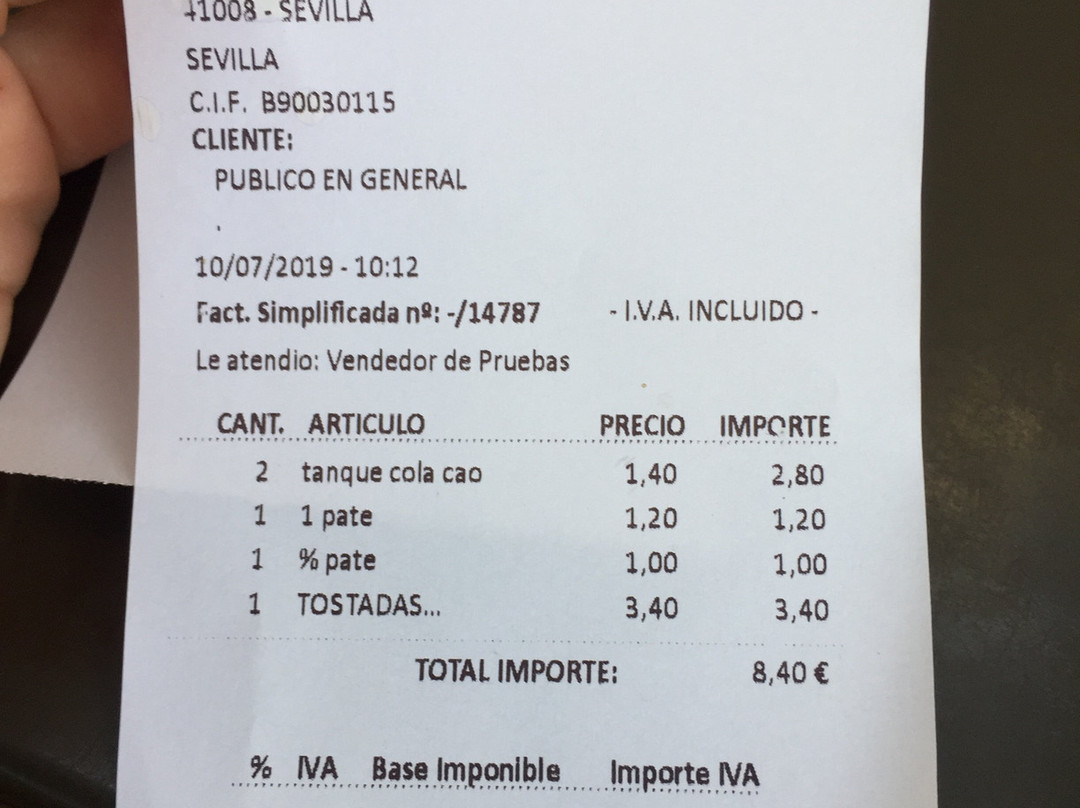 41008 - SEVILLA
SEVILLA
C.I.F. B90030115
CLIENTE:
PUBLICO EN GENERAL
.
10/07/2019 - 10:12
Fact. Simplificada nº: -/14787 - I.V.A. INCLUIDO -
Le atendio: Vendedor de Pruebas
CANT. ARTICULO PRECIO IMPORTE
2 tanque cola cao 1,40 2,80
1 1 pate 1,20 1,20
1 % pate 1,00 1,00
1 TOSTADAS... 3,40 3,40
TOTAL IMPORTE: 8,40 €
% IVA Base Imponible Importe IVA